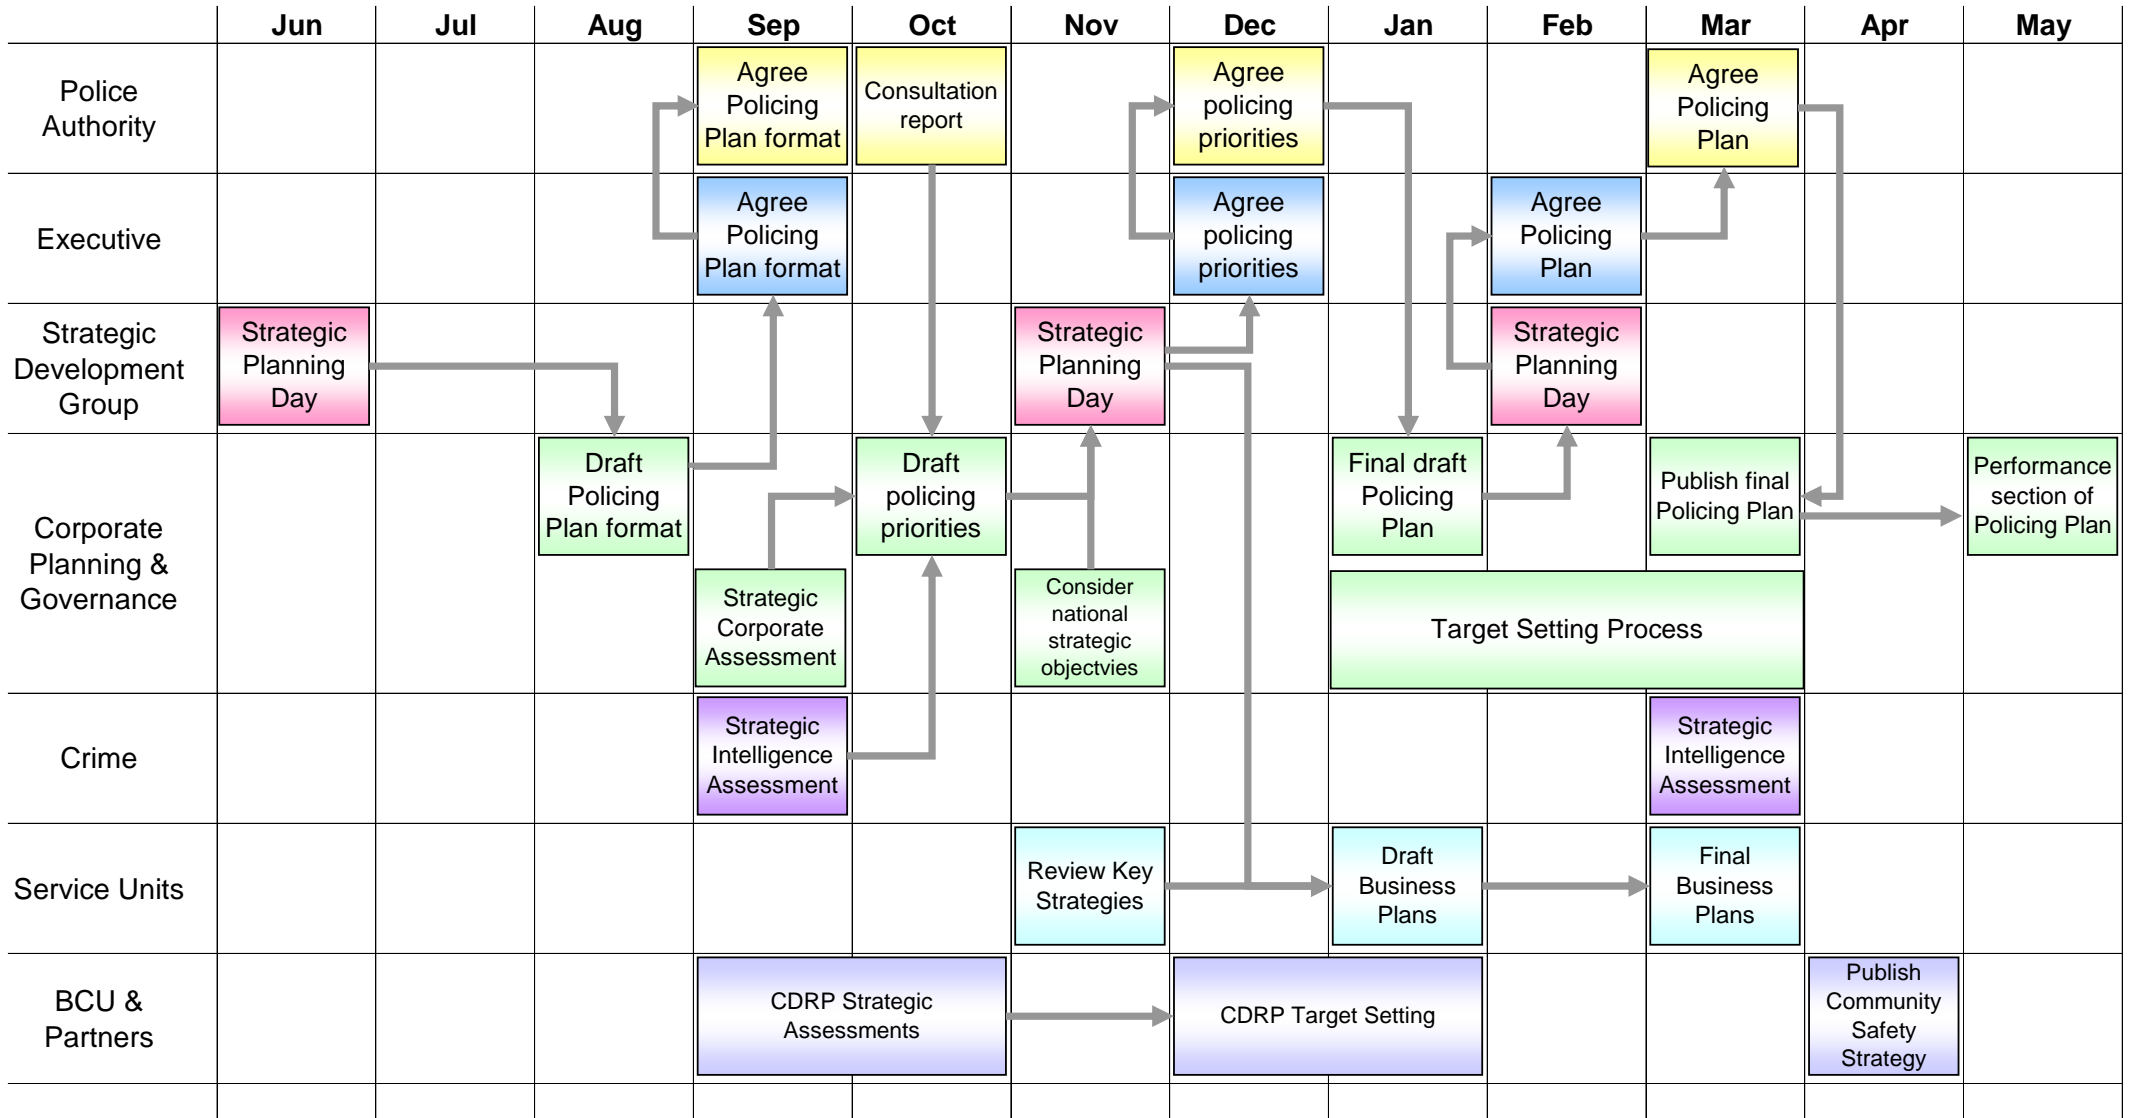 Jun Jul Aug Sep Oct Nov Dec Jan Feb Mar Apr May
Police
Authority
Agree
Policing
Plan format
Consultation
report
Agree
policing
priorities
Agree
Policing
Plan
Executive
Agree
Policing
Plan format
Agree
policing
priorities
Agree
Policing
Plan
Strategic
Development
Group
Strategic
Planning
Day
Strategic
Planning
Day
Strategic
Planning
Day
Corporate
Planning &
Governance
Draft
Policing
Plan format
Draft
policing
priorities
Final draft
Policing
Plan
Publish final
Policing Plan
Performance
section of
Policing Plan
Strategic
Corporate
Assessment
Consider
national
strategic
objectvies
Target Setting Process
Crime
Strategic
Intelligence
Assessment
Strategic
Intelligence
Assessment
Service Units
Review Key
Strategies
Draft
Business
Plans
Final
Business
Plans
BCU &
Partners
CDRP Strategic
Assessments
CDRP Target Setting
Publish
Community
Safety
Strategy